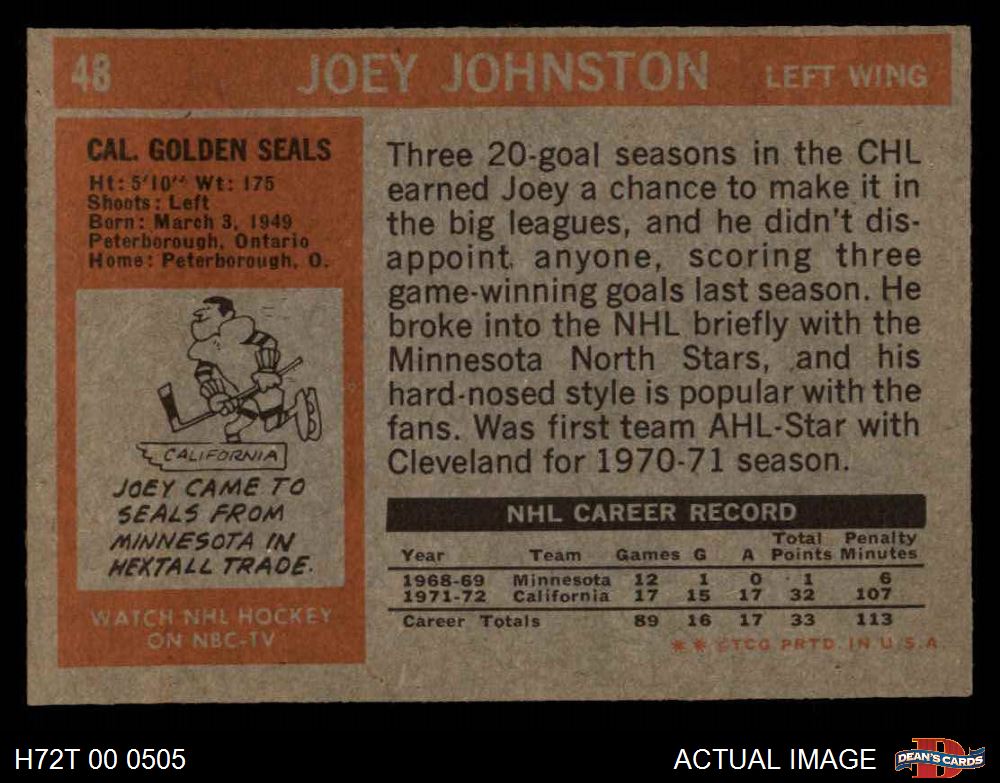 48 JOEY JOHNSTON LEFT WING
CAL. GOLDEN SEALS
Ht: 5'10" Wt: 175
Shoots: Left
Born: March 3, 1949
Peterborough, Ontario
Home: Peterborough, O.
CALIFORNIA
JOEY CAME TO
SEALS FROM
MINNESOTA IN
HEXTALL TRADE.
WATCH NHL HOCKEY
ON NBC-TV
Three 20-goal seasons in the CHL
earned Joey a chance to make it in
the big leagues, and he didn't dis-
appoint anyone, scoring three
game-winning goals last season. He
broke into the NHL briefly with the
Minnesota North Stars, and his
hard-nosed style is popular with the
fans. Was first team AHL-Star with
Cleveland for 1970-71 season.
NHL CAREER RECORD
Year Team Games G A Total Points Penalty Minutes
1968-69 Minnesota 12 1 0 1 6
1971-72 California 17 15 17 32 107
Career Totals 89 16 17 33 113
** ©TCG PRTD. IN U.S.A.
H72T 00 0505
ACTUAL IMAGE
D
DEAN'S CARDS